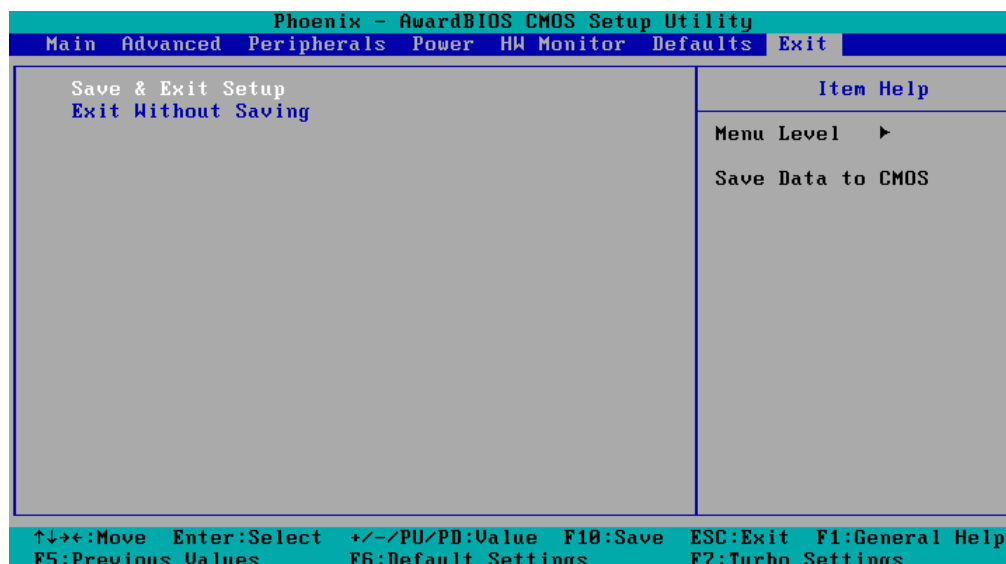 Phoenix - AwardBIOS CMOS Setup Utility
Main Advanced Peripherals Power HW Monitor Defaults Exit
Save & Exit Setup
Exit Without Saving
Item Help
Menu Level ▸
Save Data to CMOS
↑↓→←:Move Enter:Select +/-/PU/PD:Value F10:Save ESC:Exit F1:General Help
F5:Previous Values F6:Default Settings F7:Turbo Settings